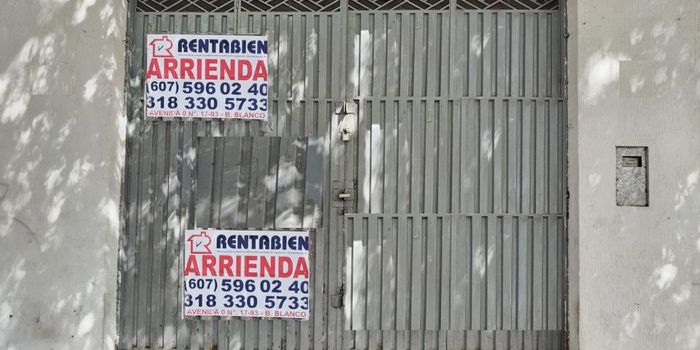 RENTABIEN
ARRIENDA
(607) 596 02 40
318 330 5733
AVENIDA 0 N°. 17-93 - B. BLANCO
RENTABIEN
ARRIENDA
(607) 596 02 40
318 330 5733
AVENIDA 0 N°. 17-93 - B. BLANCO